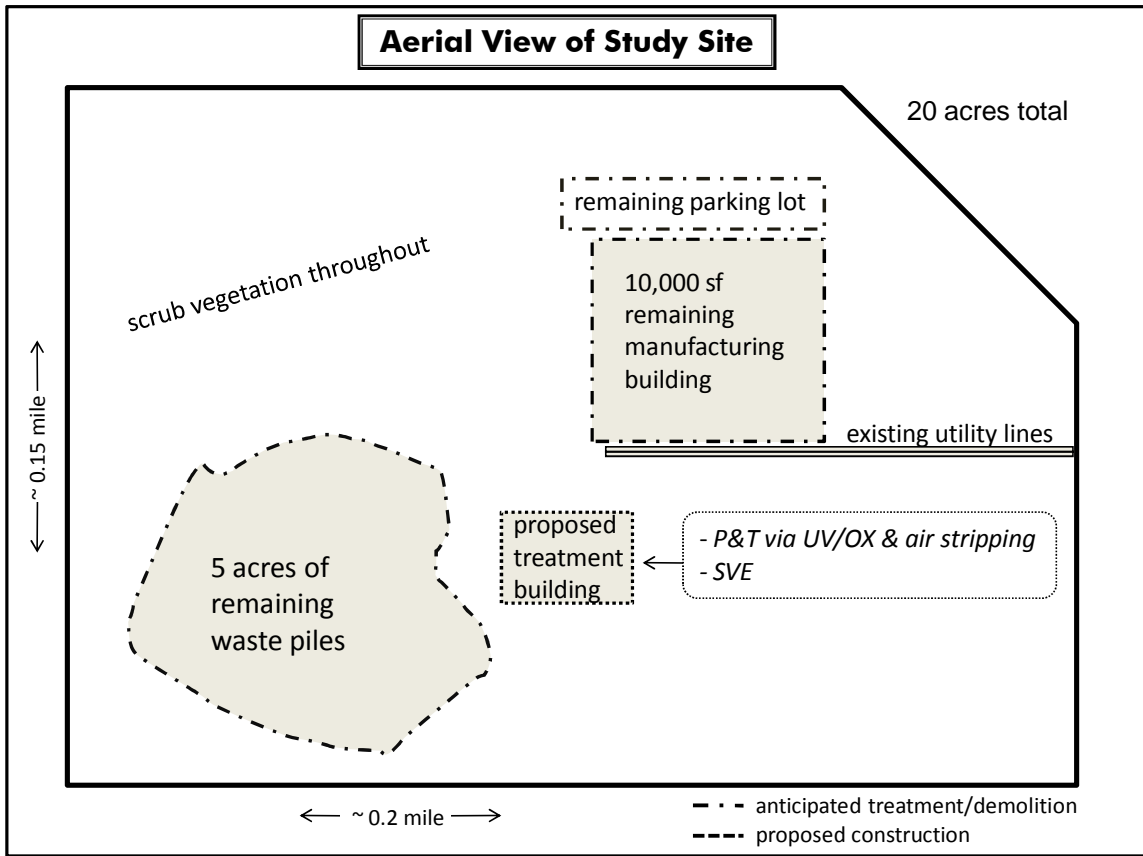 Aerial View of Study Site
20 acres total
remaining parking lot
scrub vegetation throughout
10,000 sf
remaining
manufacturing
building
~ 0.15 mile
existing utility lines
proposed
treatment
building
- P&T via UV/OX & air stripping
- SVE
5 acres of
remaining
waste piles
~ 0.2 mile
anticipated treatment/demolition
proposed construction